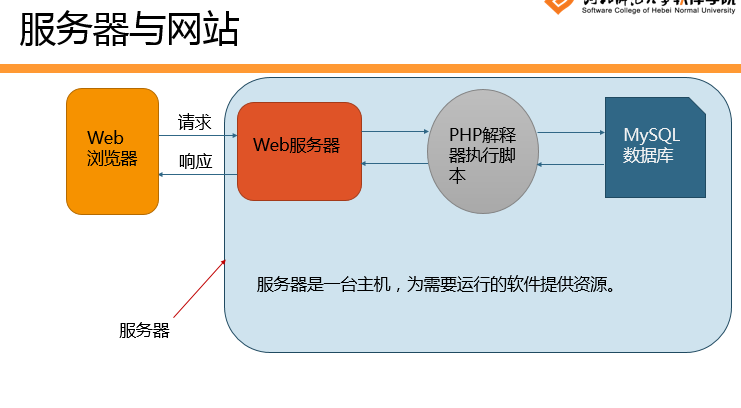 Software College of Hebei Normal University
服务器与网站
Web
浏览器
请求
响应
Web服务器
PHP解释
器执行脚
本
MySQL
数据库
服务器是一台主机，为需要运行的软件提供资源。
服务器